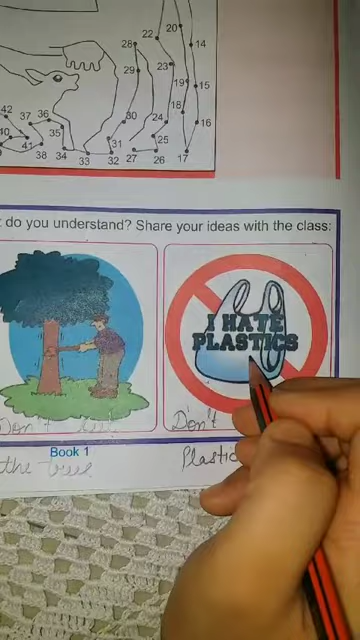 28 22 20 14
29 23
19 15
18
42 37 36 30 24 16
40 35 25
41 38 34 33 31 32 27 26 17
do you understand? Share your ideas with the class:
I HATE
PLASTICS
Don't Don't
Book 1
the tree Plastic